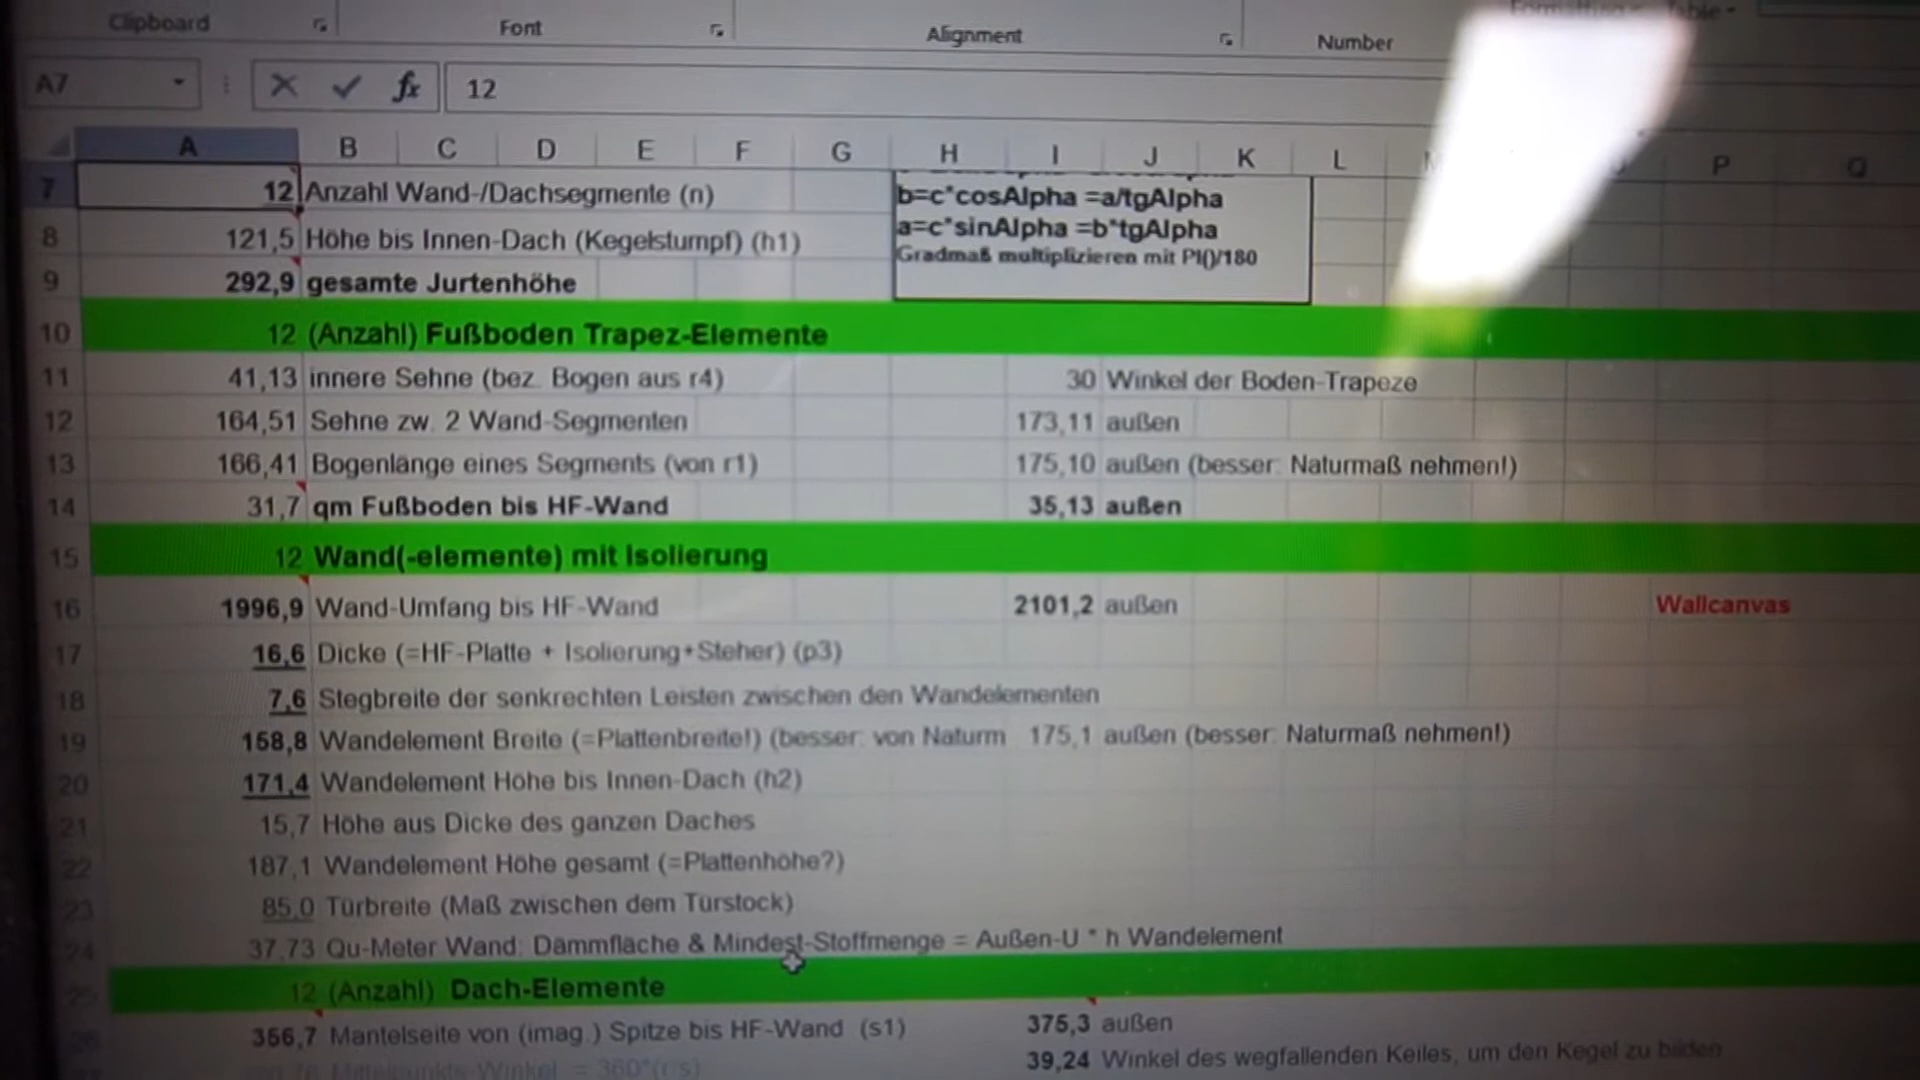 Clipboard Font Alignment Number
A7 fx 12
A B C D E F G H I J K L P Q
7 12 Anzahl Wand-/Dachsegmente (n) b=c*cosAlpha =a/tgAlpha
a=c*sinAlpha =b*tgAlpha
8 121,5 Höhe bis Innen-Dach (Kegelstumpf) (h1)
Gradmaß multiplizieren mit PI()/180
9 292,9 gesamte Jurtenhöhe
10 12 (Anzahl) Fußboden Trapez-Elemente
11 41,13 innere Sehne (bez. Bogen aus r4) 30 Winkel der Boden-Trapeze
12 164,51 Sehne zw. 2 Wand-Segmenten 173,11 außen
13 166,41 Bogenlänge eines Segments (von r1) 175,10 außen (besser: Naturmaß nehmen!)
14 31,7 qm Fußboden bis HF-Wand 35,13 außen
15 12 Wand(-elemente) mit Isolierung
16 1996,9 Wand-Umfang bis HF-Wand 2101,2 außen Wallcanvas
17 16,6 Dicke (=HF-Platte + Isolierung+Steher) (p3)
18 7,6 Stegbreite der senkrechten Leisten zwischen den Wandelementen
19 158,8 Wandelement Breite (=Plattenbreite!) (besser: von Naturm 175,1 außen (besser: Naturmaß nehmen!)
20 171,4 Wandelement Höhe bis Innen-Dach (h2)
21 15,7 Höhe aus Dicke des ganzen Daches
22 187,1 Wandelement Höhe gesamt (=Plattenhöhe?)
23 85,0 Türbreite (Maß zwischen dem Türstock)
24 37,73 Qu-Meter Wand: Dämmfläche & Mindest-Stoffmenge = Außen-U * h Wandelement
25 12 (Anzahl) Dach-Elemente
26 356,7 Mantelseite von (imag.) Spitze bis HF-Wand (s1) 375,3 außen
Mittelpunkts-Winkel = 360*(r/s) 39,24 Winkel des wegfallenden Keiles, um den Kegel zu bilden